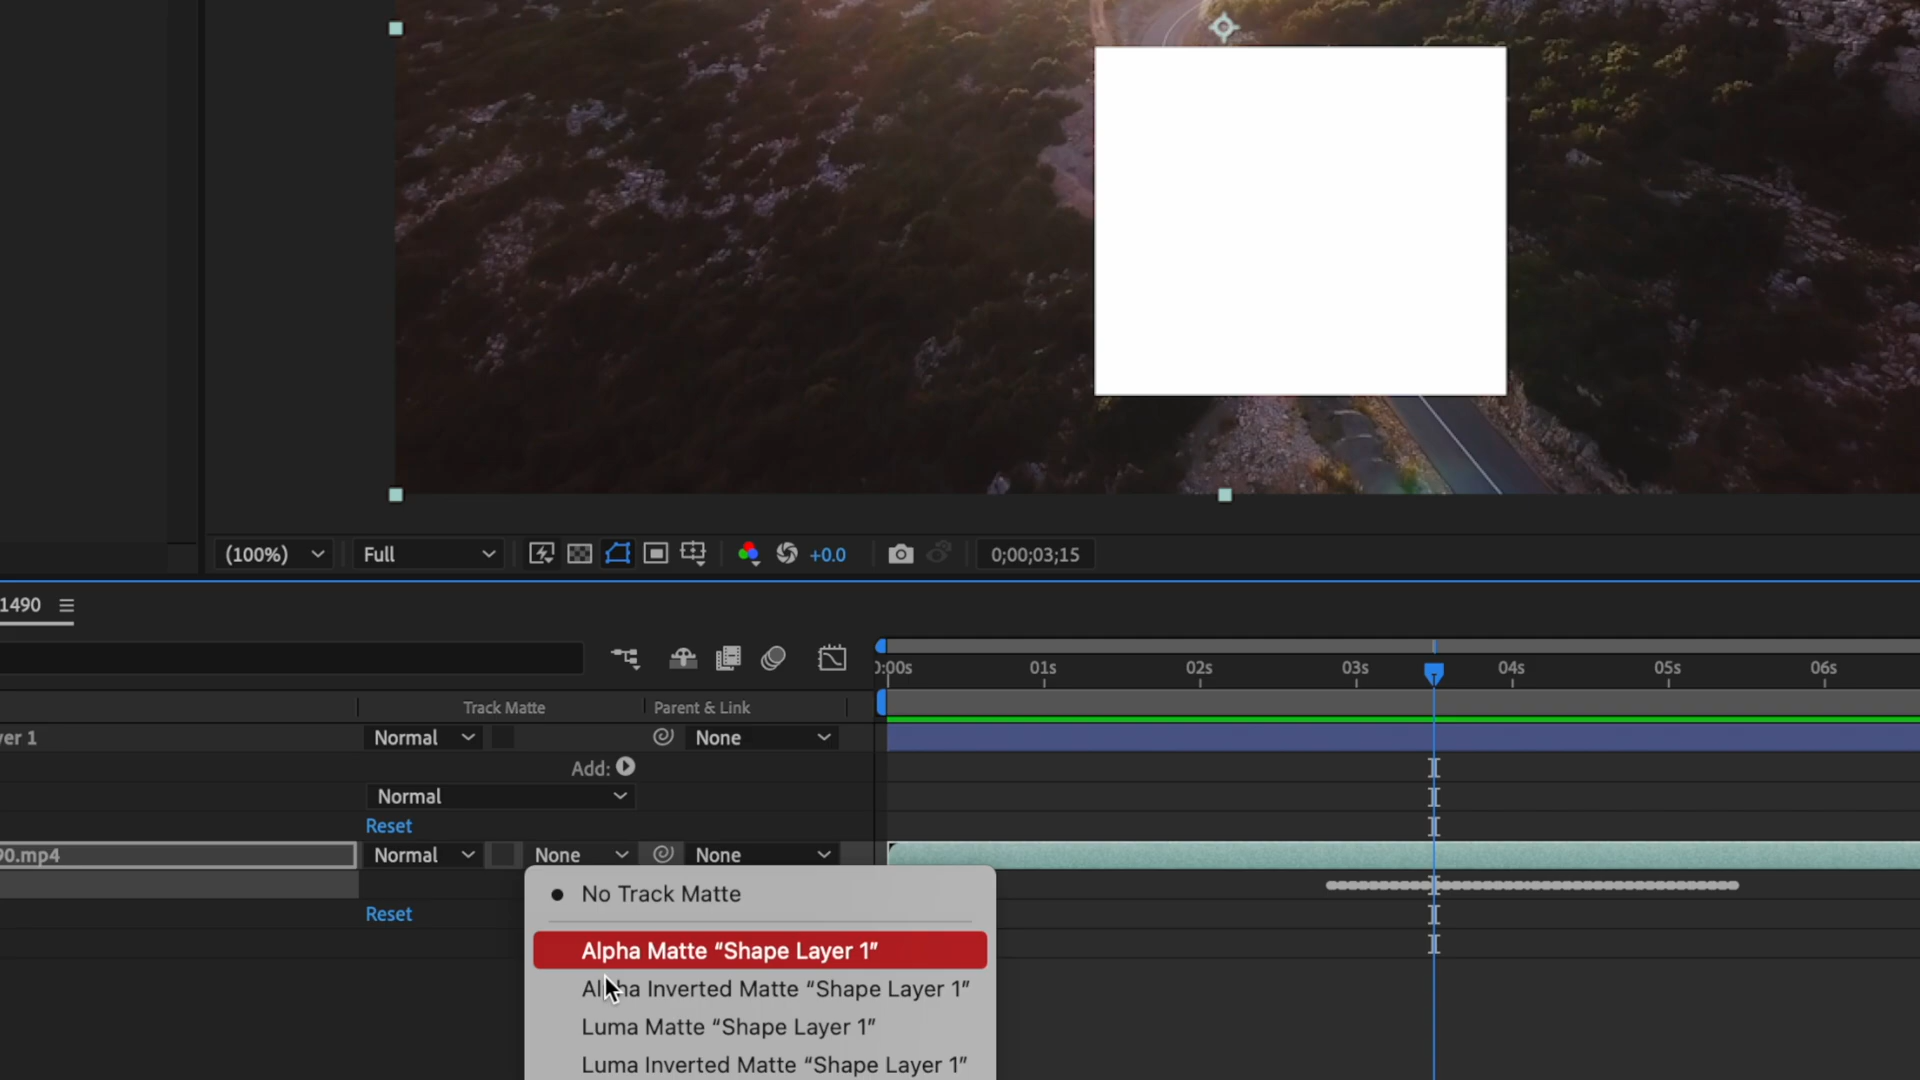 (100%) Full +0.0 0;00;03;15
1490
0:00s 01s 02s 03s 04s 05s 06s
Track Matte Parent & Link
er 1 Normal None
Add:
Normal
Reset
90.mp4 Normal None None
No Track Matte
Reset
Alpha Matte “Shape Layer 1”
Alpha Inverted Matte “Shape Layer 1”
Luma Matte “Shape Layer 1”
Luma Inverted Matte “Shape Layer 1”